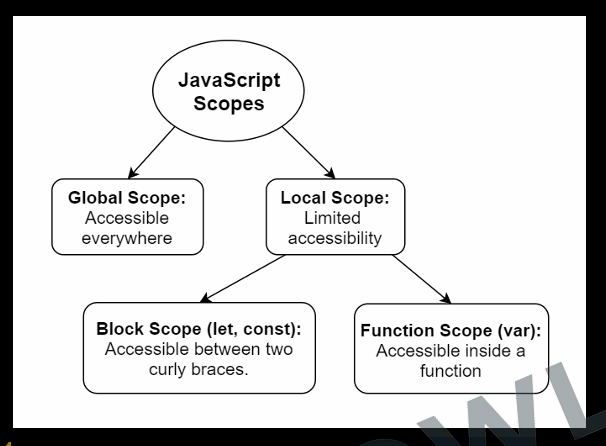 JavaScript
Scopes
Global Scope:
Accessible
everywhere
Local Scope:
Limited
accessibility
Block Scope (let, const):
Accessible between two
curly braces.
Function Scope (var):
Accessible inside a
function